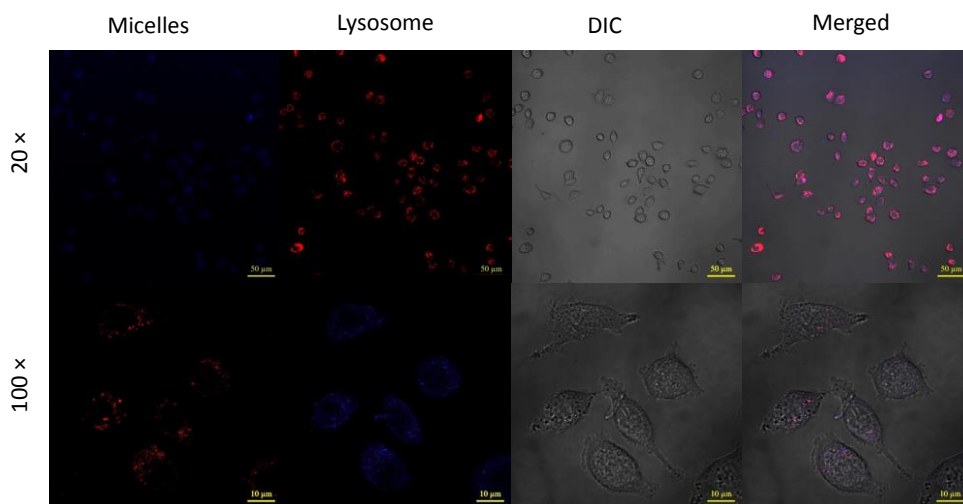 Micelles Lysosome DIC Merged
20 ×
50 µm 50 µm 50 µm 50 µm
100 ×
10 µm 10 µm 10 µm 10 µm